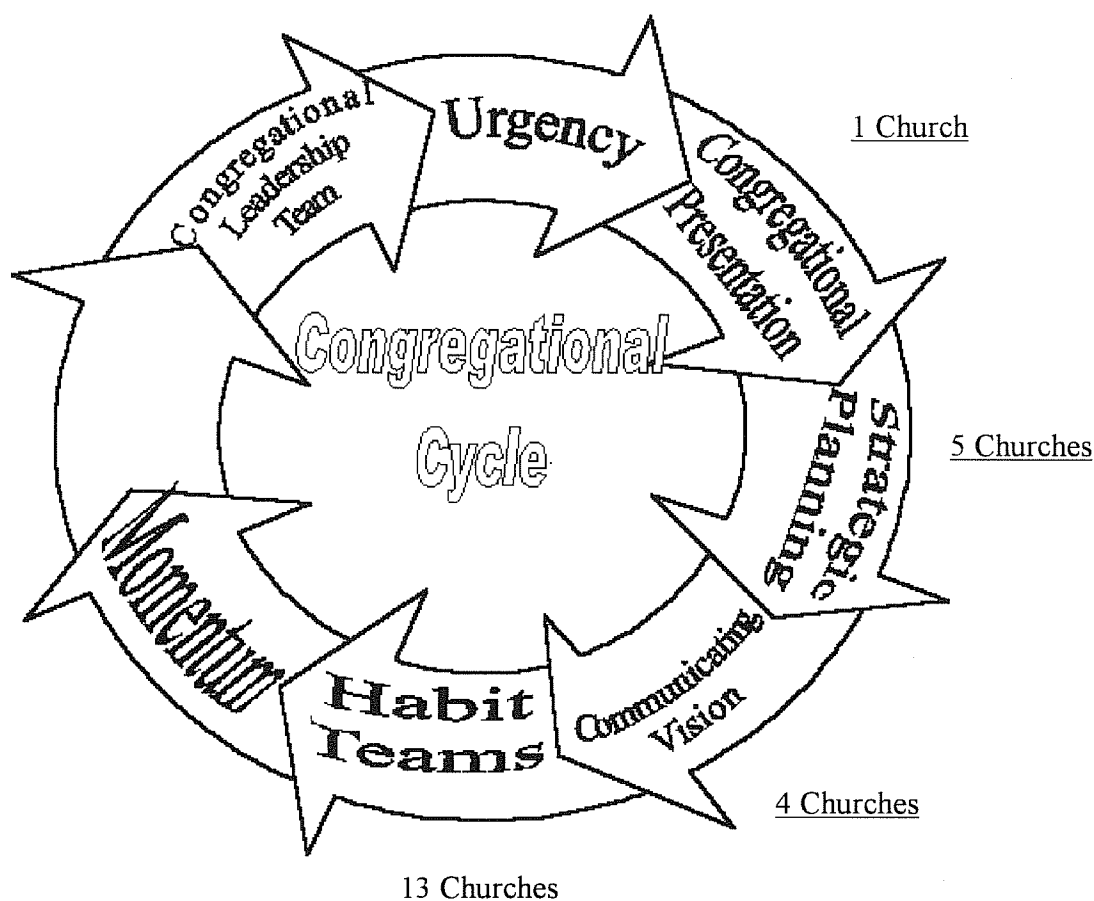 Congregational
Leadership
Team
Urgency
Congregational
Presentation
1 Church
Strategic
Planning
5 Churches
Communicating
Vision
4 Churches
Habit
Teams
13 Churches
Momentum
Congregational
Cycle